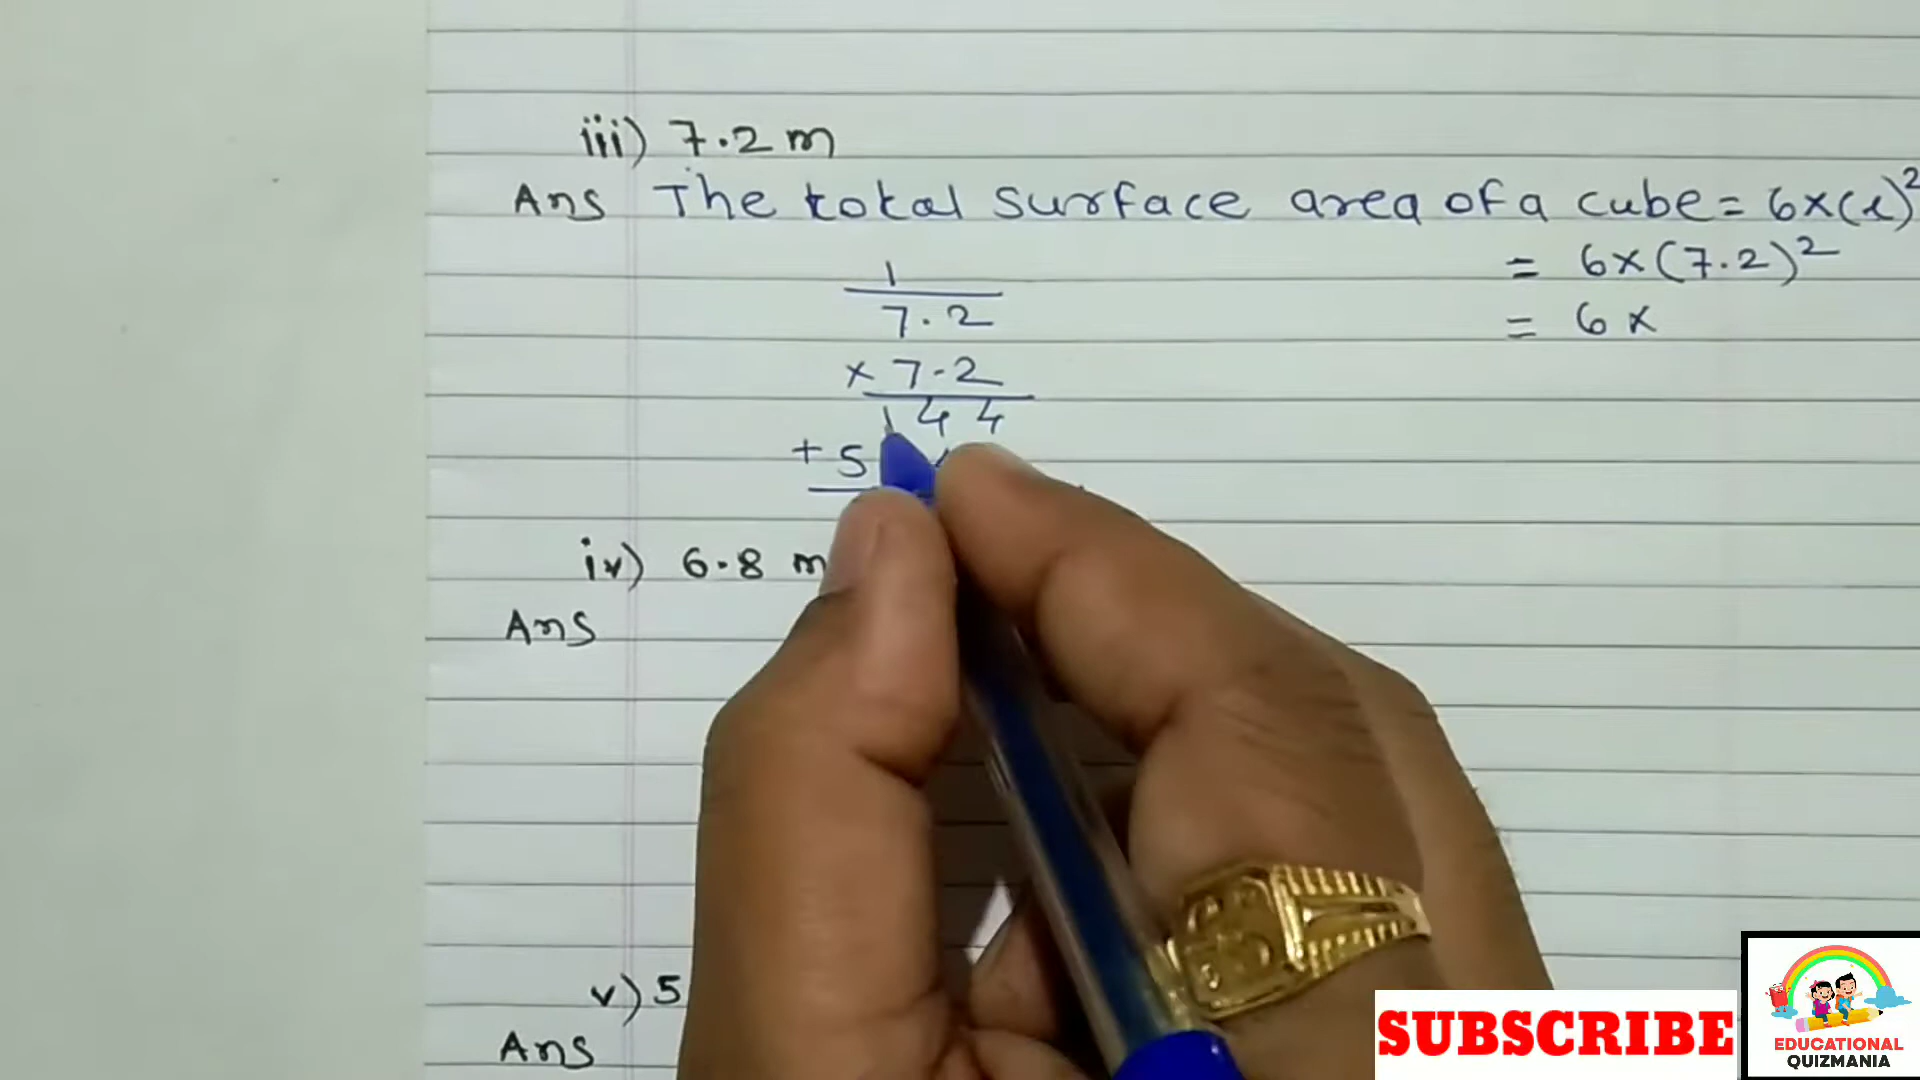 iii) 7.2 m
Ans The total surface area of a cube = 6×(l)²
= 6×(7.2)²
= 6×
1
7.2
× 7.2
144
+ 5
iv) 6.8 m
Ans
v) 5
Ans
SUBSCRIBE
EDUCATIONAL
QUIZMANIA